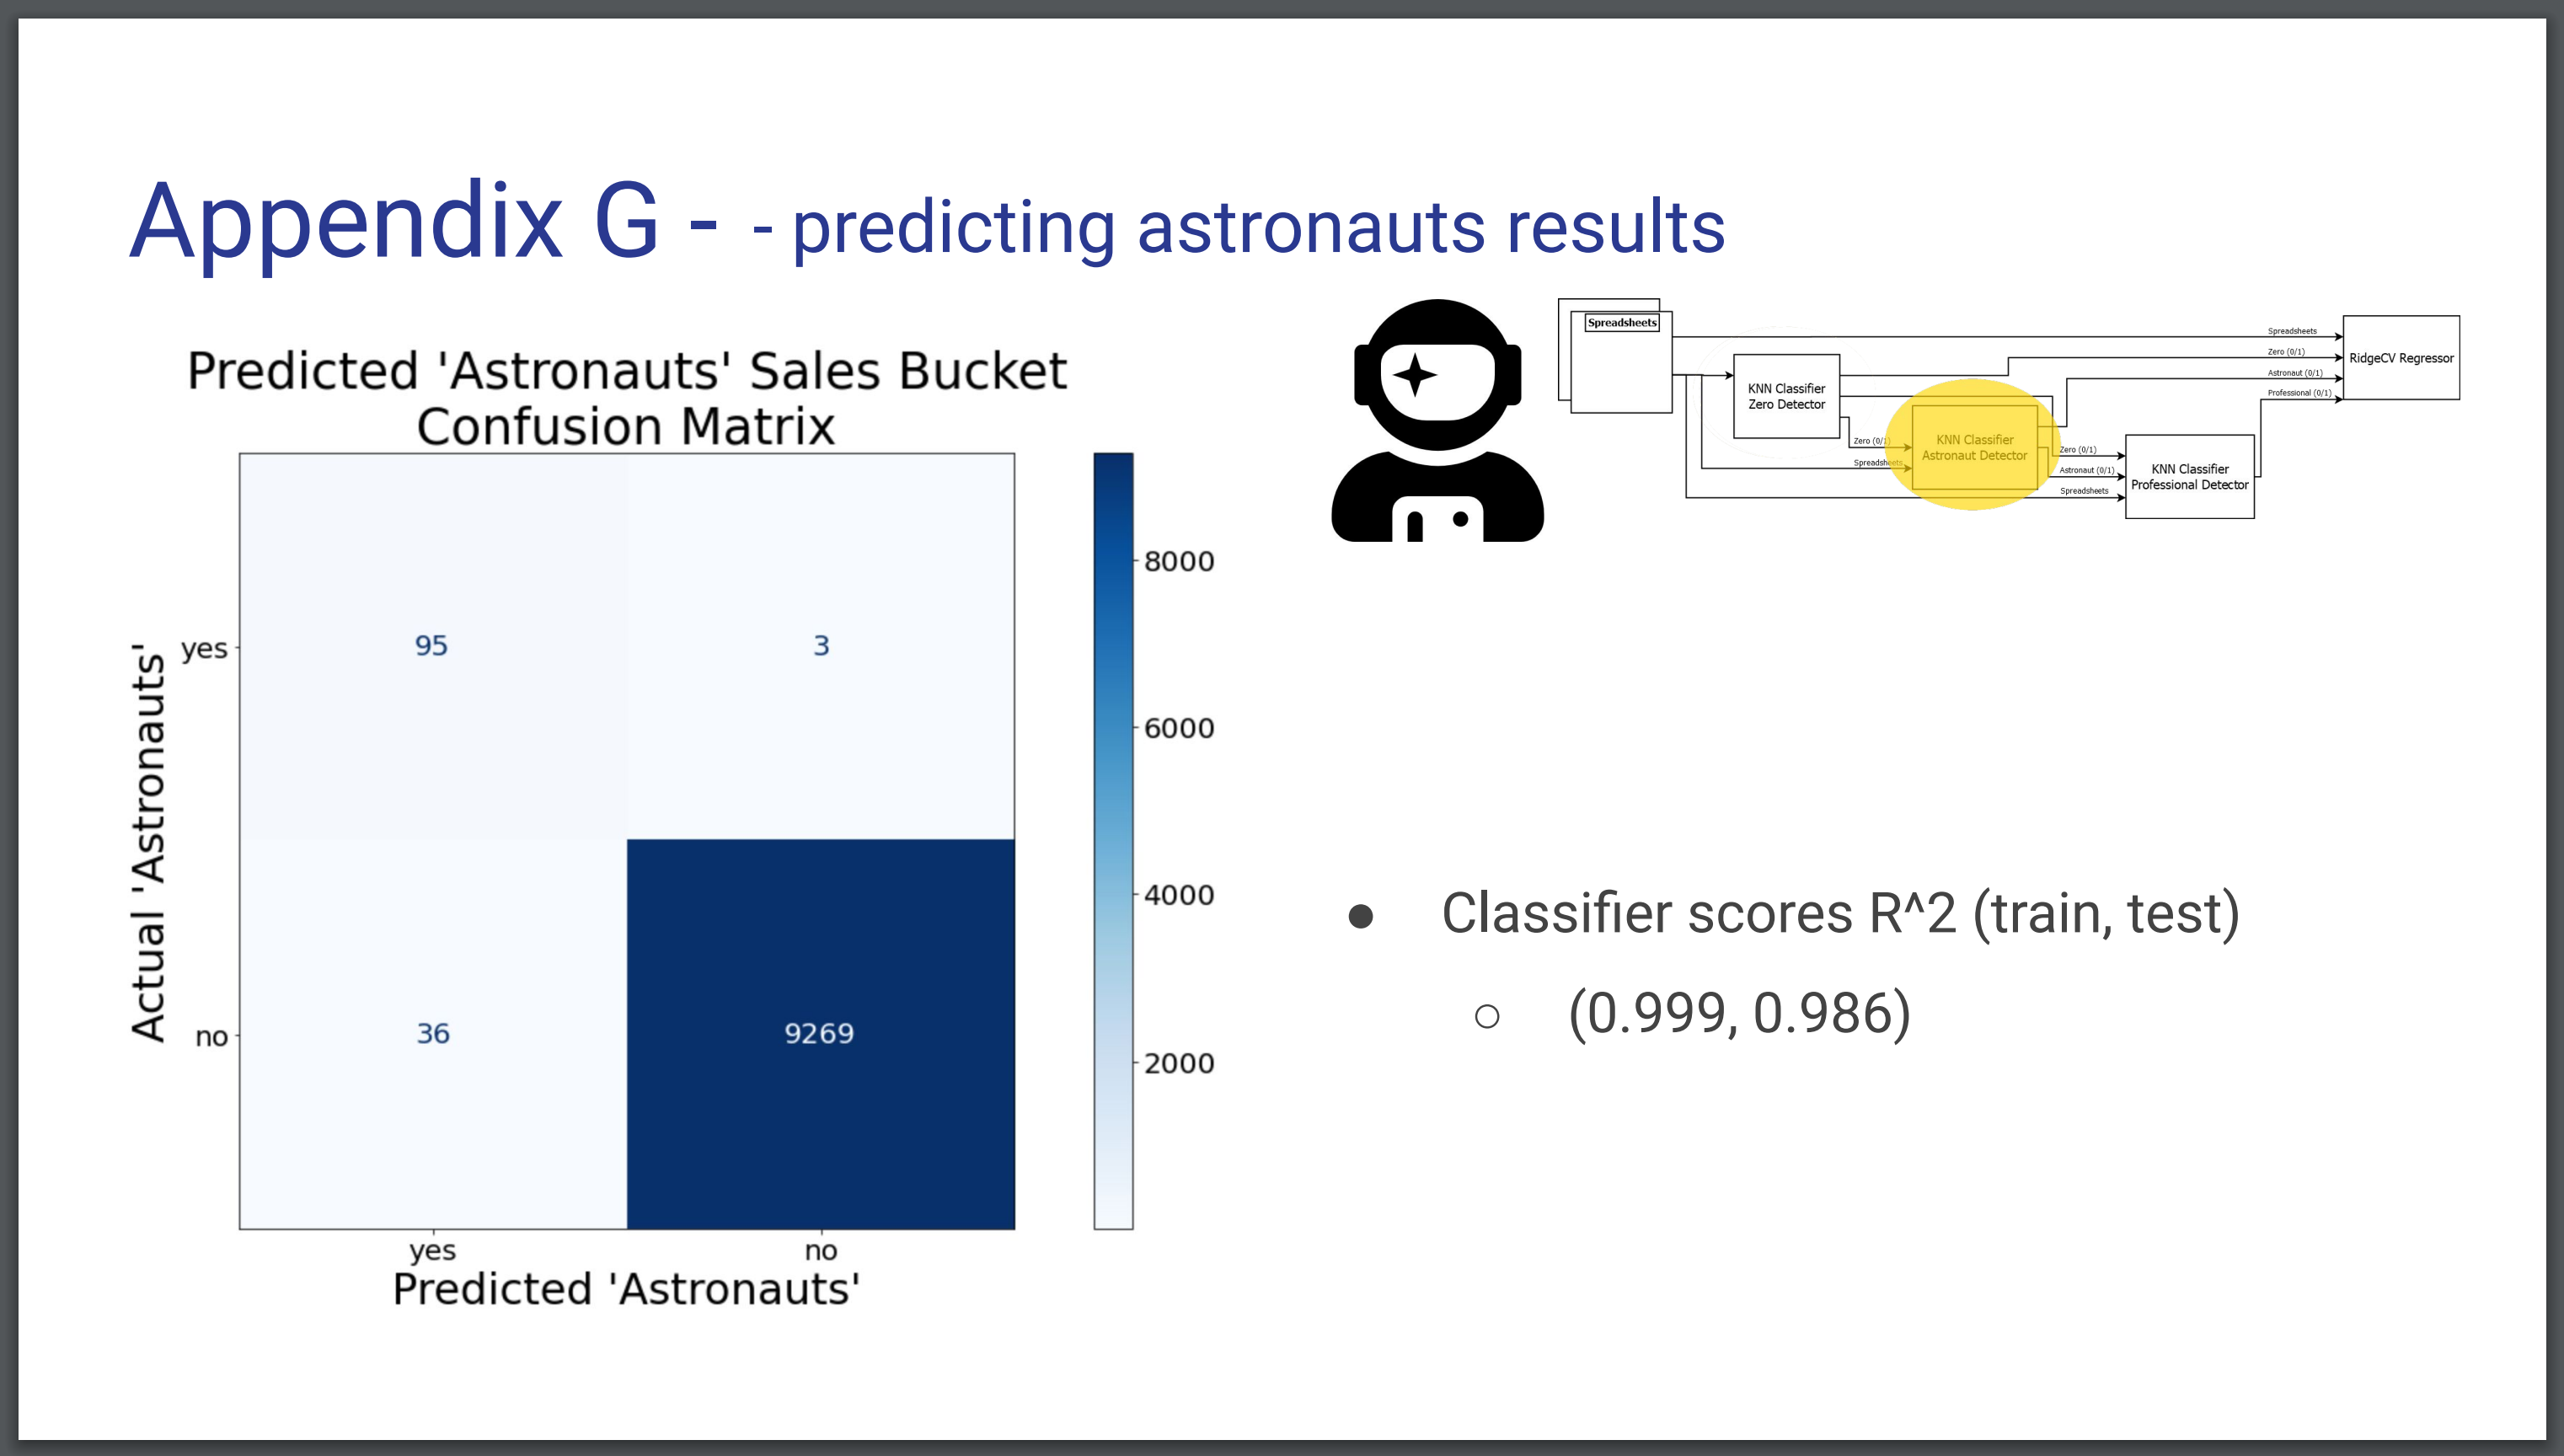 Appendix G - - predicting astronauts results
Predicted 'Astronauts' Sales Bucket
Confusion Matrix
Actual 'Astronauts'
yes
95
3
no
36
9269
yes
no
Predicted 'Astronauts'
8000
6000
4000
2000
Spreadsheets
KNN Classifier
Zero Detector
Zero (0/1)
Spreadsheets
KNN Classifier
Astronaut Detector
Zero (0/1)
Astronaut (0/1)
Spreadsheets
KNN Classifier
Professional Detector
Spreadsheets
Zero (0/1)
Astronaut (0/1)
Professional (0/1)
RidgeCV Regressor
● Classifier scores R^2 (train, test)
○ (0.999, 0.986)